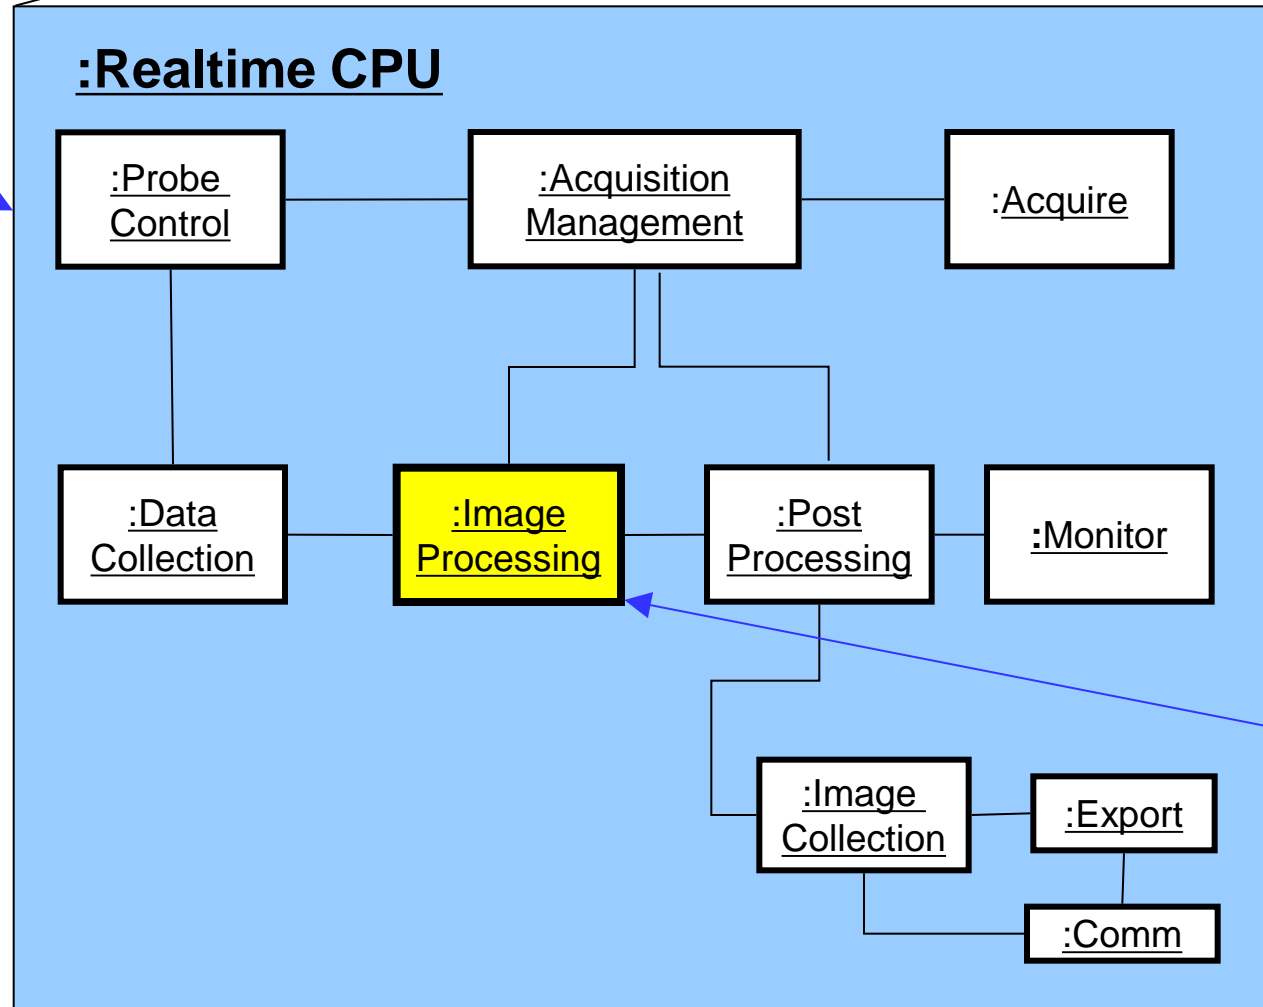 :Realtime CPU
:Probe
Control
:Acquisition
Management
:Acquire
:Data
Collection
:Image
Processing
:Post
Processing
:Monitor
:Image
Collection
:Export
:Comm